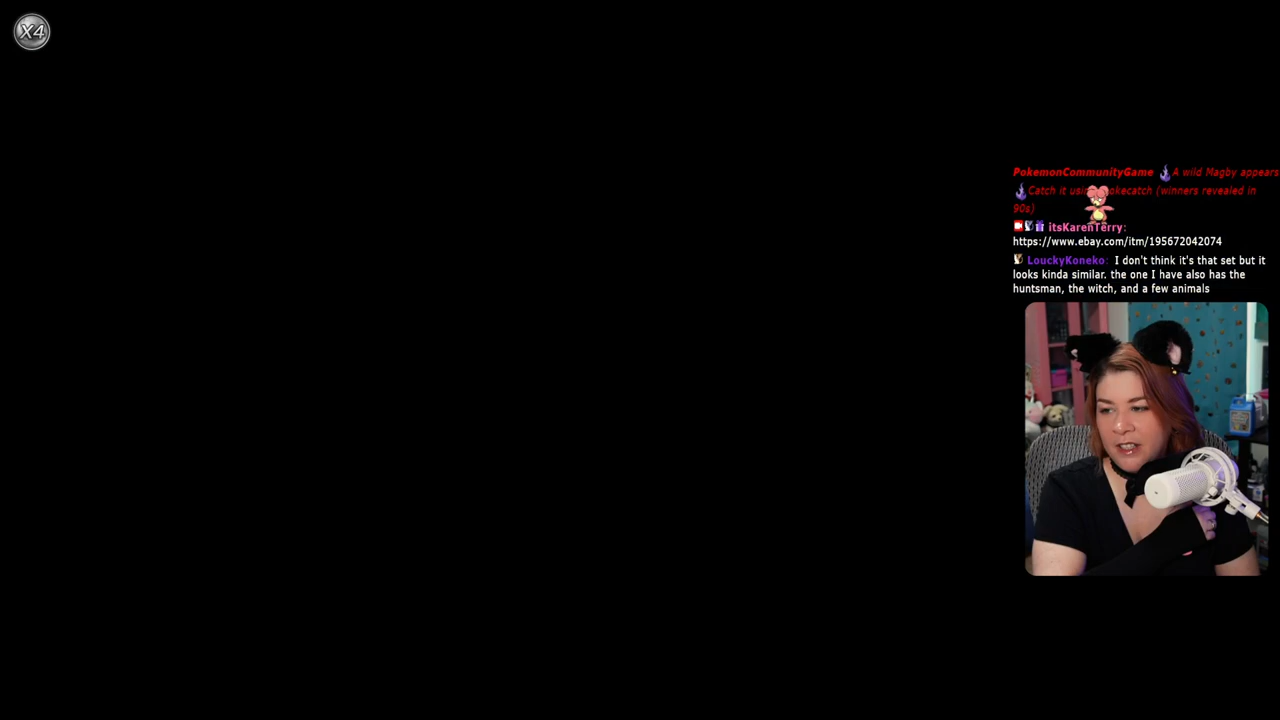 X4
PokemonCommunityGame A wild Magby appears
Catch it using pokecatch (winners revealed in
90s)
itsKarenTerry:
https://www.ebay.com/itm/195672042074
LouckyKoneko: I don't think it's that set but it
looks kinda similar. the one I have also has the
huntsman, the witch, and a few animals